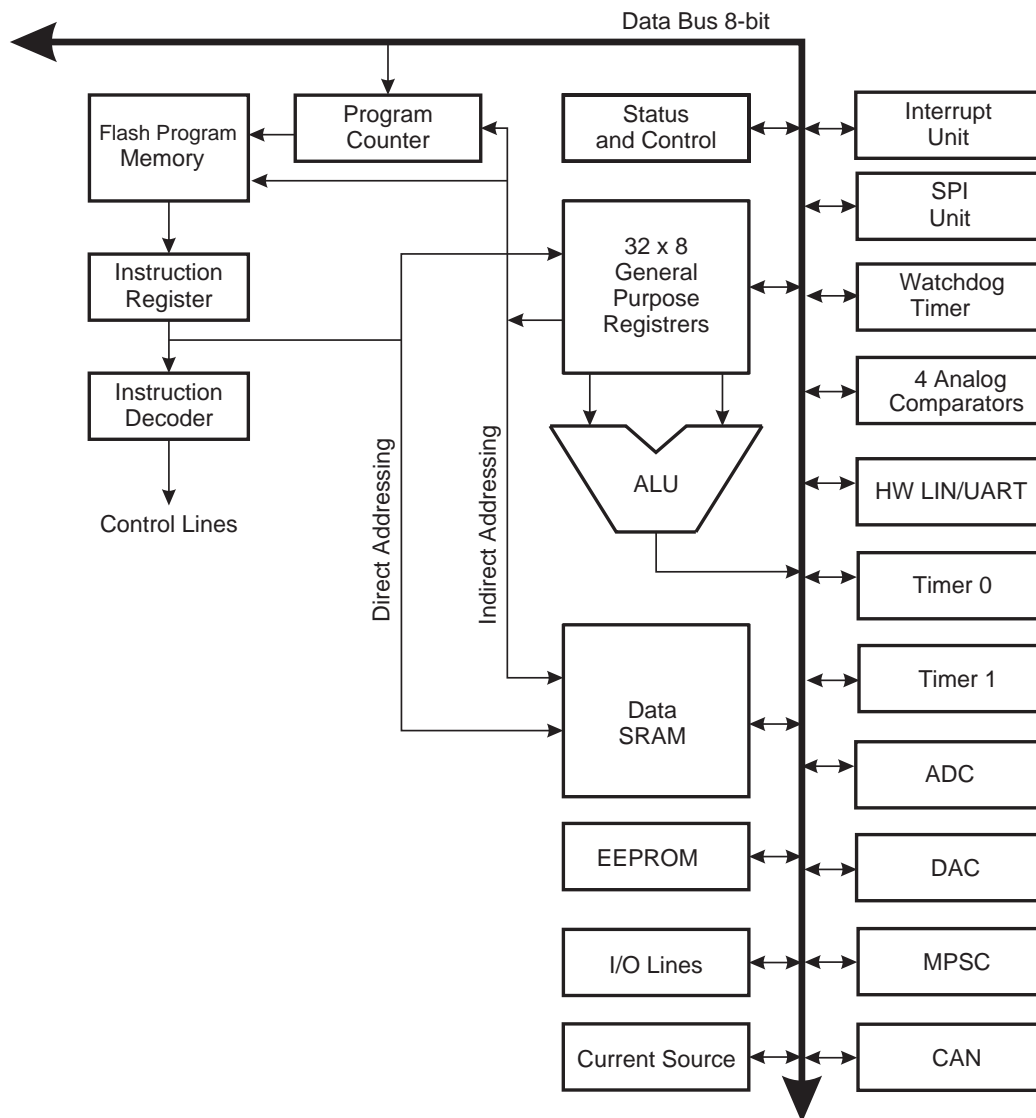 Data Bus 8-bit
Flash Program
Memory
Program
Counter
Status
and Control
Interrupt
Unit
SPI
Unit
Instruction
Register
32 x 8
General
Purpose
Registrers
Watchdog
Timer
Instruction
Decoder
4 Analog
Comparators
Control Lines
Direct Addressing
Indirect Addressing
ALU
HW LIN/UART
Timer 0
Data
SRAM
Timer 1
ADC
EEPROM
DAC
I/O Lines
MPSC
Current Source
CAN